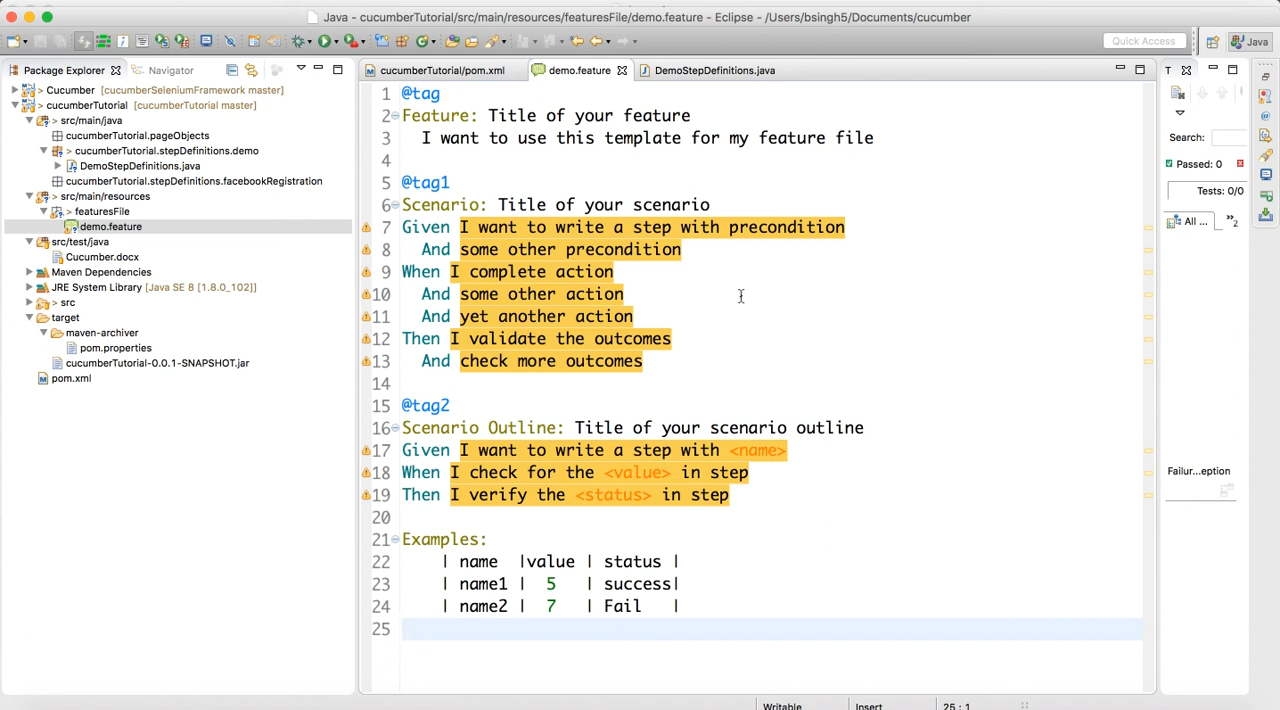 Java - cucumberTutorial/src/main/resources/featuresFile/demo.feature - Eclipse - /Users/bsingh5/Documents/cucumber
Quick Access
Java
Package Explorer
Navigator
cucumberTutorial/pom.xml
demo.feature
DemoStepDefinitions.java
T
> Cucumber [cucumberSeleniumFramework master]
> cucumberTutorial [cucumberTutorial master]
> src/main/java
cucumberTutorial.pageObjects
> cucumberTutorial.stepDefinitions.demo
> DemoStepDefinitions.java
cucumberTutorial.stepDefinitions.facebookRegistration
> src/main/resources
> featuresFile
demo.feature
src/test/java
Cucumber.docx
Maven Dependencies
JRE System Library [Java SE 8 [1.8.0_102]]
> src
target
maven-archiver
pom.properties
cucumberTutorial-0.0.1-SNAPSHOT.jar
pom.xml
1 @tag
2 Feature: Title of your feature
3 I want to use this template for my feature file
4
5 @tag1
6 Scenario: Title of your scenario
7 Given I want to write a step with precondition
8 And some other precondition
9 When I complete action
10 And some other action
11 And yet another action
12 Then I validate the outcomes
13 And check more outcomes
14
15 @tag2
16 Scenario Outline: Title of your scenario outline
17 Given I want to write a step with <name>
18 When I check for the <value> in step
19 Then I verify the <status> in step
20
21 Examples:
22 | name |value | status |
23 | name1 | 5 | success|
24 | name2 | 7 | Fail |
25
Search:
Passed: 0
Tests: 0/0
All ...
»2
Failur...eption
Writable
Insert
25 : 1